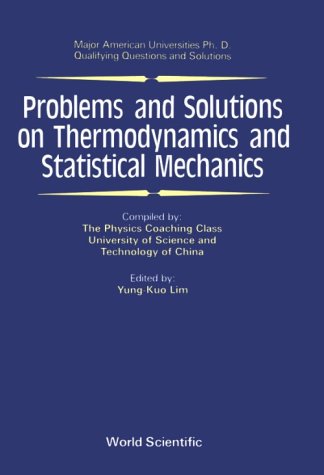 Major American Universities Ph. D.
Qualifying Questions and Solutions
Problems and Solutions
on Thermodynamics and
Statistical Mechanics
Compiled by:
The Physics Coaching Class
University of Science and
Technology of China
Edited by:
Yung-Kuo Lim
World Scientific